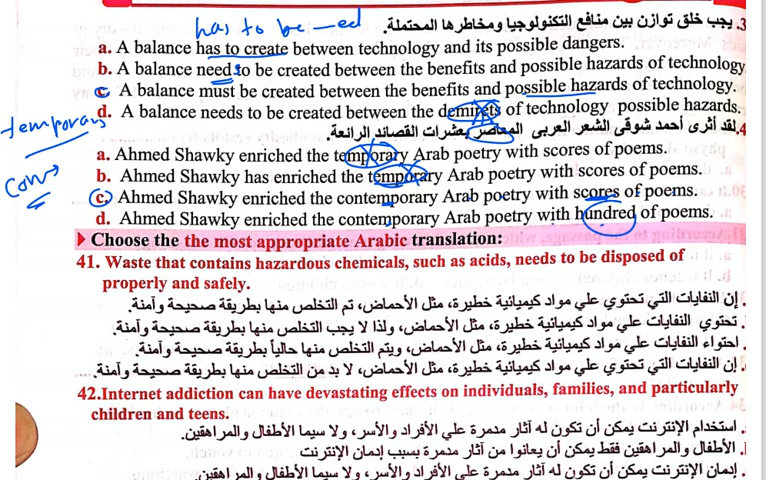 has to be ed
3. يجب خلق توازن بين منافع التكنولوجيا ومخاطرها المحتملة.
a. A balance has to create between technology and its possible dangers.
b. A balance need to be created between the benefits and possible hazards of technology
c. A balance must be created between the benefits and possible hazards of technology.
d. A balance needs to be created between the demirets of technology possible hazards.
temporary
4. لقد أثرى أحمد شوقى الشعر العربى المعاصر بعشرات القصائد الرائعة.
a. Ahmed Shawky enriched the temporary Arab poetry with scores of poems.
b. Ahmed Shawky has enriched the temporary Arab poetry with scores of poems.
con
c. Ahmed Shawky enriched the contemporary Arab poetry with scores of poems.
d. Ahmed Shawky enriched the contemporary Arab poetry with hundred of poems.
Choose the the most appropriate Arabic translation:
41. Waste that contains hazardous chemicals, such as acids, needs to be disposed of
properly and safely.
إن النفايات التي تحتوي علي مواد كيميائية خطيرة، مثل الأحماض، تم التخلص منها بطريقة صحيحة وآمنة.
تحتوي النفايات علي مواد كيميائية خطيرة، مثل الأحماض، ولذا لا يجب التخلص منها بطريقة صحيحة وآمنة.
احتواء النفايات علي مواد كيميائية خطيرة، مثل الأحماض، ويتم التخلص منها حالياً بطريقة صحيحة وآمنة.
إن النفايات التي تحتوي علي مواد كيميائية خطيرة، مثل الأحماض، لا بد من التخلص منها بطريقة صحيحة وآمنة.
42.Internet addiction can have devastating effects on individuals, families, and particularly
children and teens.
استخدام الإنترنت يمكن أن تكون له آثار مدمرة علي الأفراد والأسر، ولا سيما الأطفال والمراهقين.
الأطفال والمراهقين فقط يمكن أن يعانوا من آثار مدمرة بسبب إدمان الإنترنت
إدمان الإنترنت يمكن أن تكون له آثار مدمرة علي الأفراد والأسر، ولا سيما الأطفال والمراهقين.